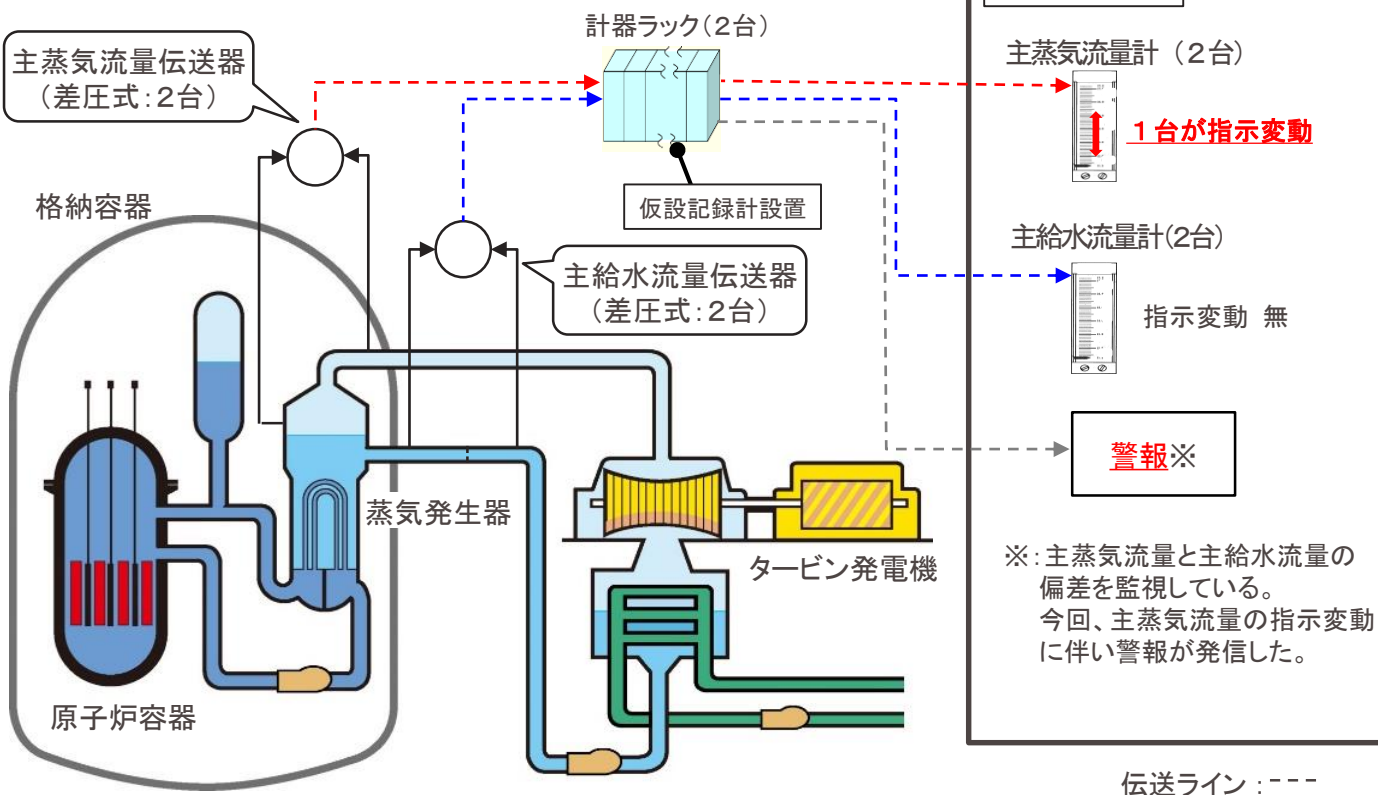 計器ラック(2台)
主蒸気流量伝送器
(差圧式:2台)
主蒸気流量計 (2台)
1台が指示変動
仮設記録計設置
格納容器
主給水流量計(2台)
主給水流量伝送器
(差圧式:2台)
指示変動 無
警報※
蒸気発生器
タービン発電機
※:主蒸気流量と主給水流量の
偏差を監視している。
今回、主蒸気流量の指示変動
に伴い警報が発信した。
原子炉容器
伝送ライン:---